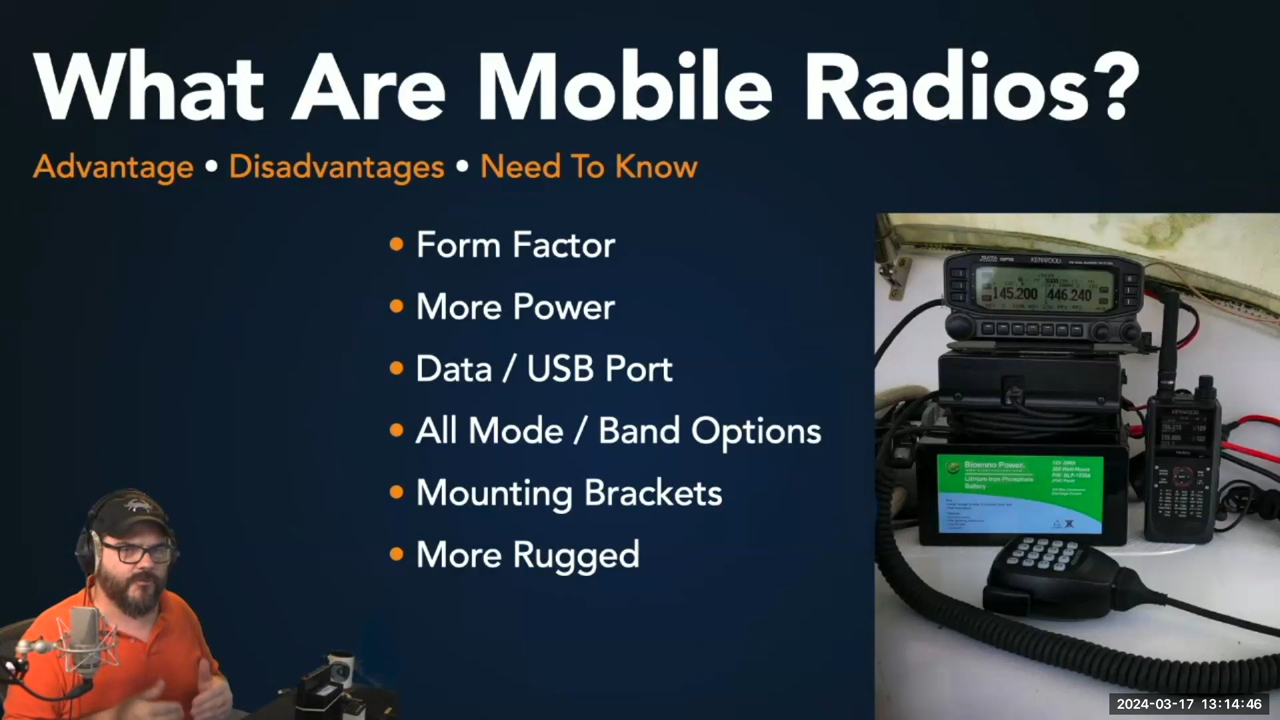 What Are Mobile Radios?
Advantage • Disadvantages • Need To Know
• Form Factor
• More Power
• Data / USB Port
• All Mode / Band Options
• Mounting Brackets
• More Rugged
KENWOOD
145.200 446.240
Bioenno Power
Lithium Iron Phosphate
Battery
KENWOOD
2024-03-17 13:14:46